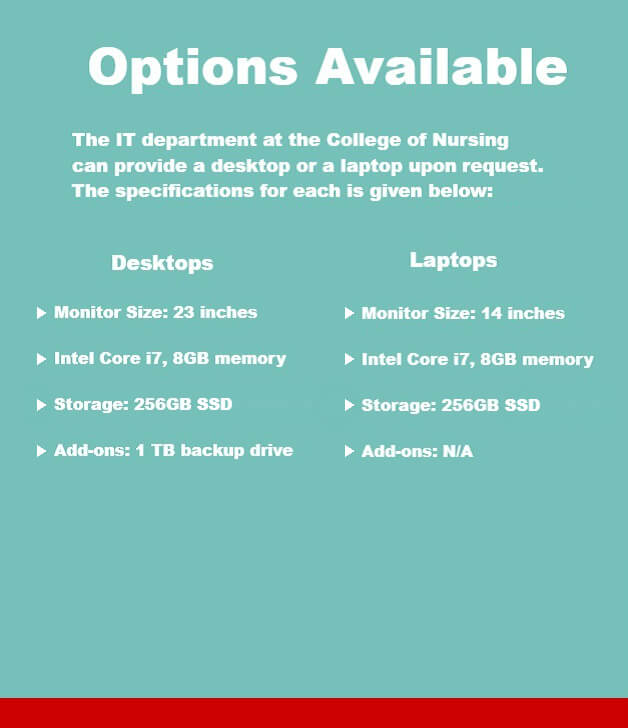 Options Available
The IT department at the College of Nursing
can provide a desktop or a laptop upon request.
The specifications for each is given below:
Desktops
Monitor Size: 23 inches
Intel Core i7, 8GB memory
Storage: 256GB SSD
Add-ons: 1 TB backup drive
Laptops
Monitor Size: 14 inches
Intel Core i7, 8GB memory
Storage: 256GB SSD
Add-ons: N/A